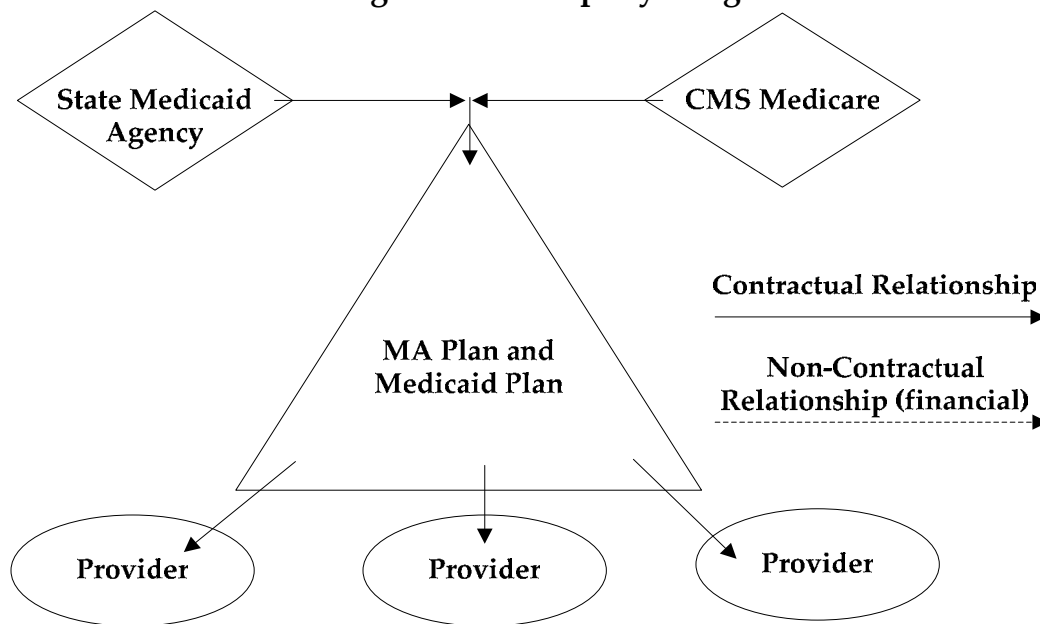 State Medicaid
Agency
CMS Medicare
Contractual Relationship
MA Plan and
Medicaid Plan
Non-Contractual
Relationship (financial)
Provider
Provider
Provider